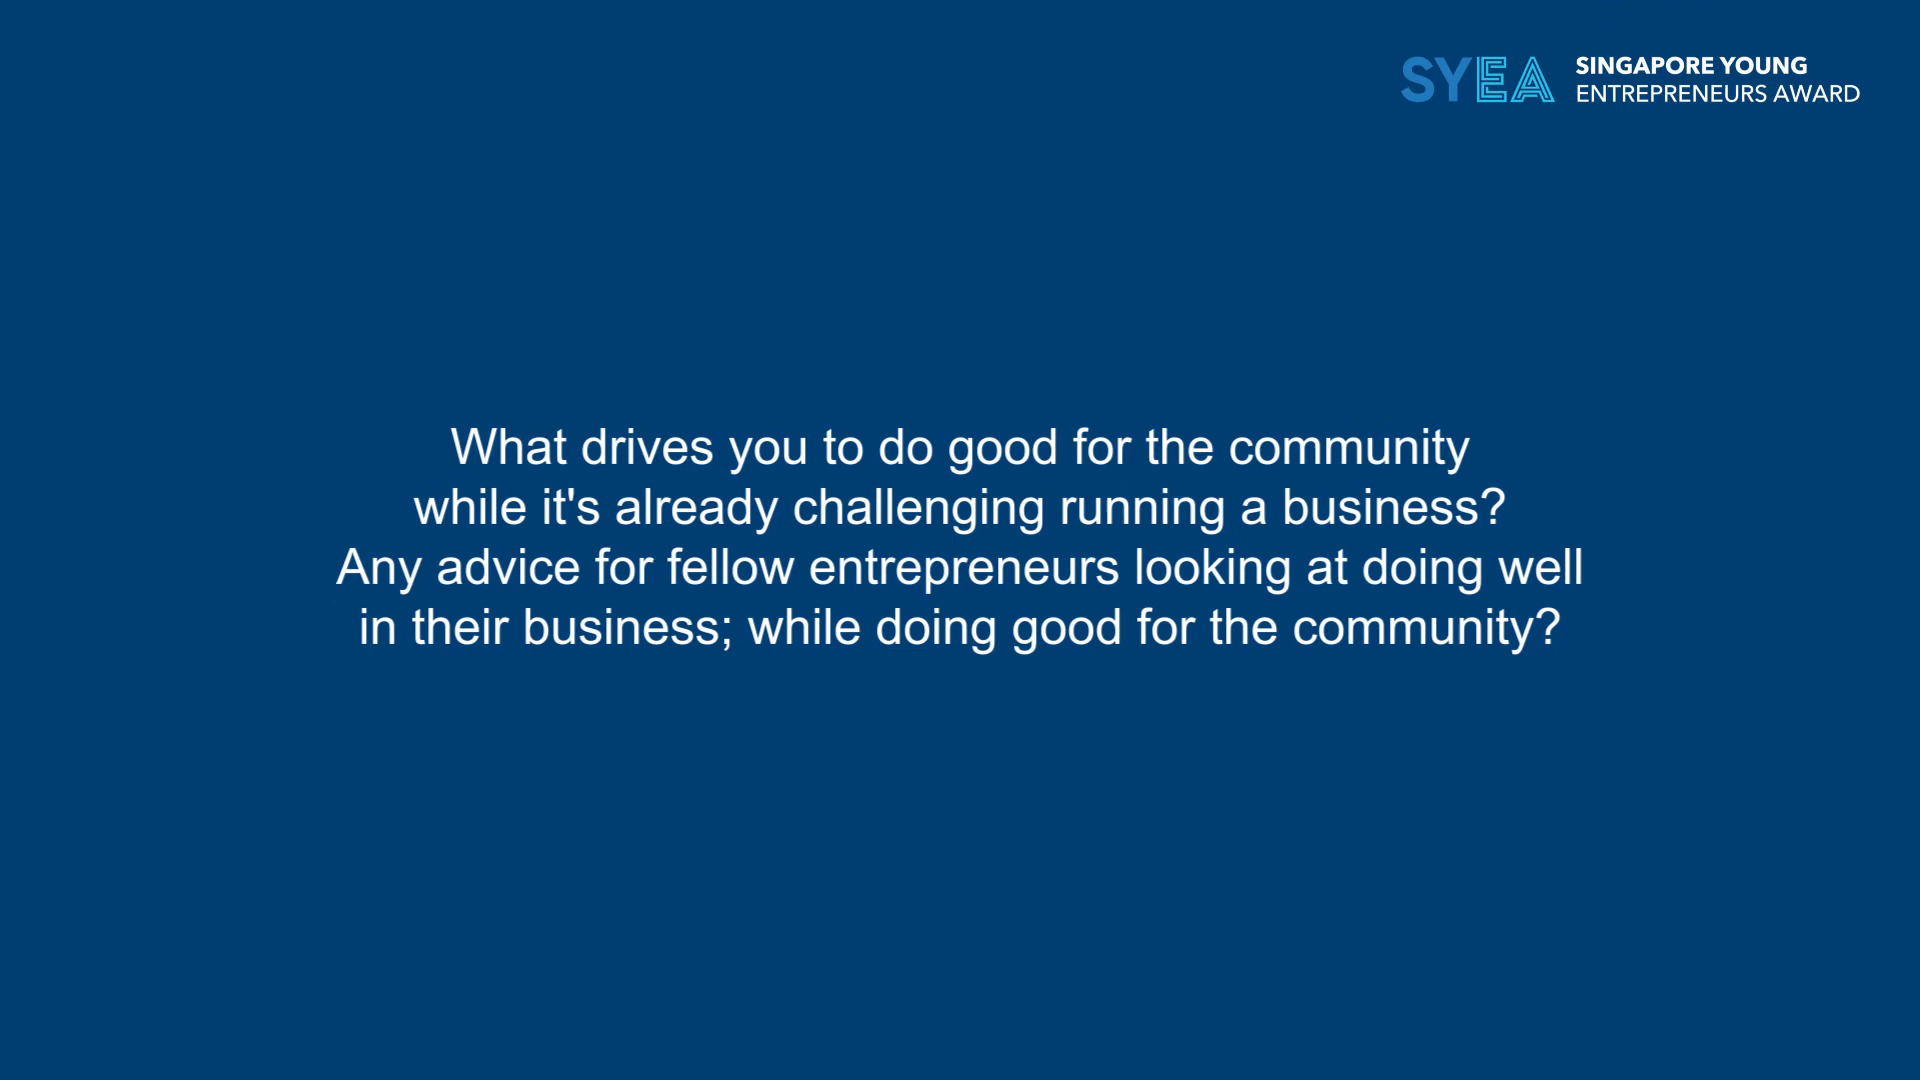 SYEA
SINGAPORE YOUNG
ENTREPRENEURS AWARD
What drives you to do good for the community
while it's already challenging running a business?
Any advice for fellow entrepreneurs looking at doing well
in their business; while doing good for the community?